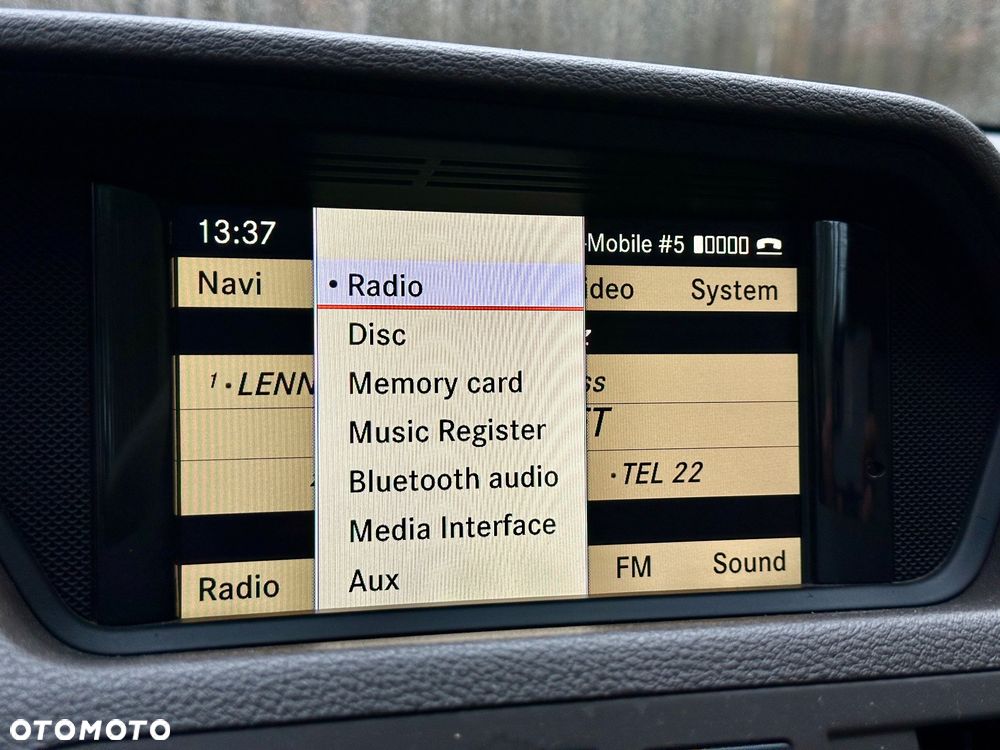 13:37
-Mobile #5
Navi
ideo System
• Radio
Disc
Memory card
Music Register
Bluetooth audio
Media Interface
Aux
1 • LENN
ss
• TEL 22
Radio
FM
Sound
OTOMOTO